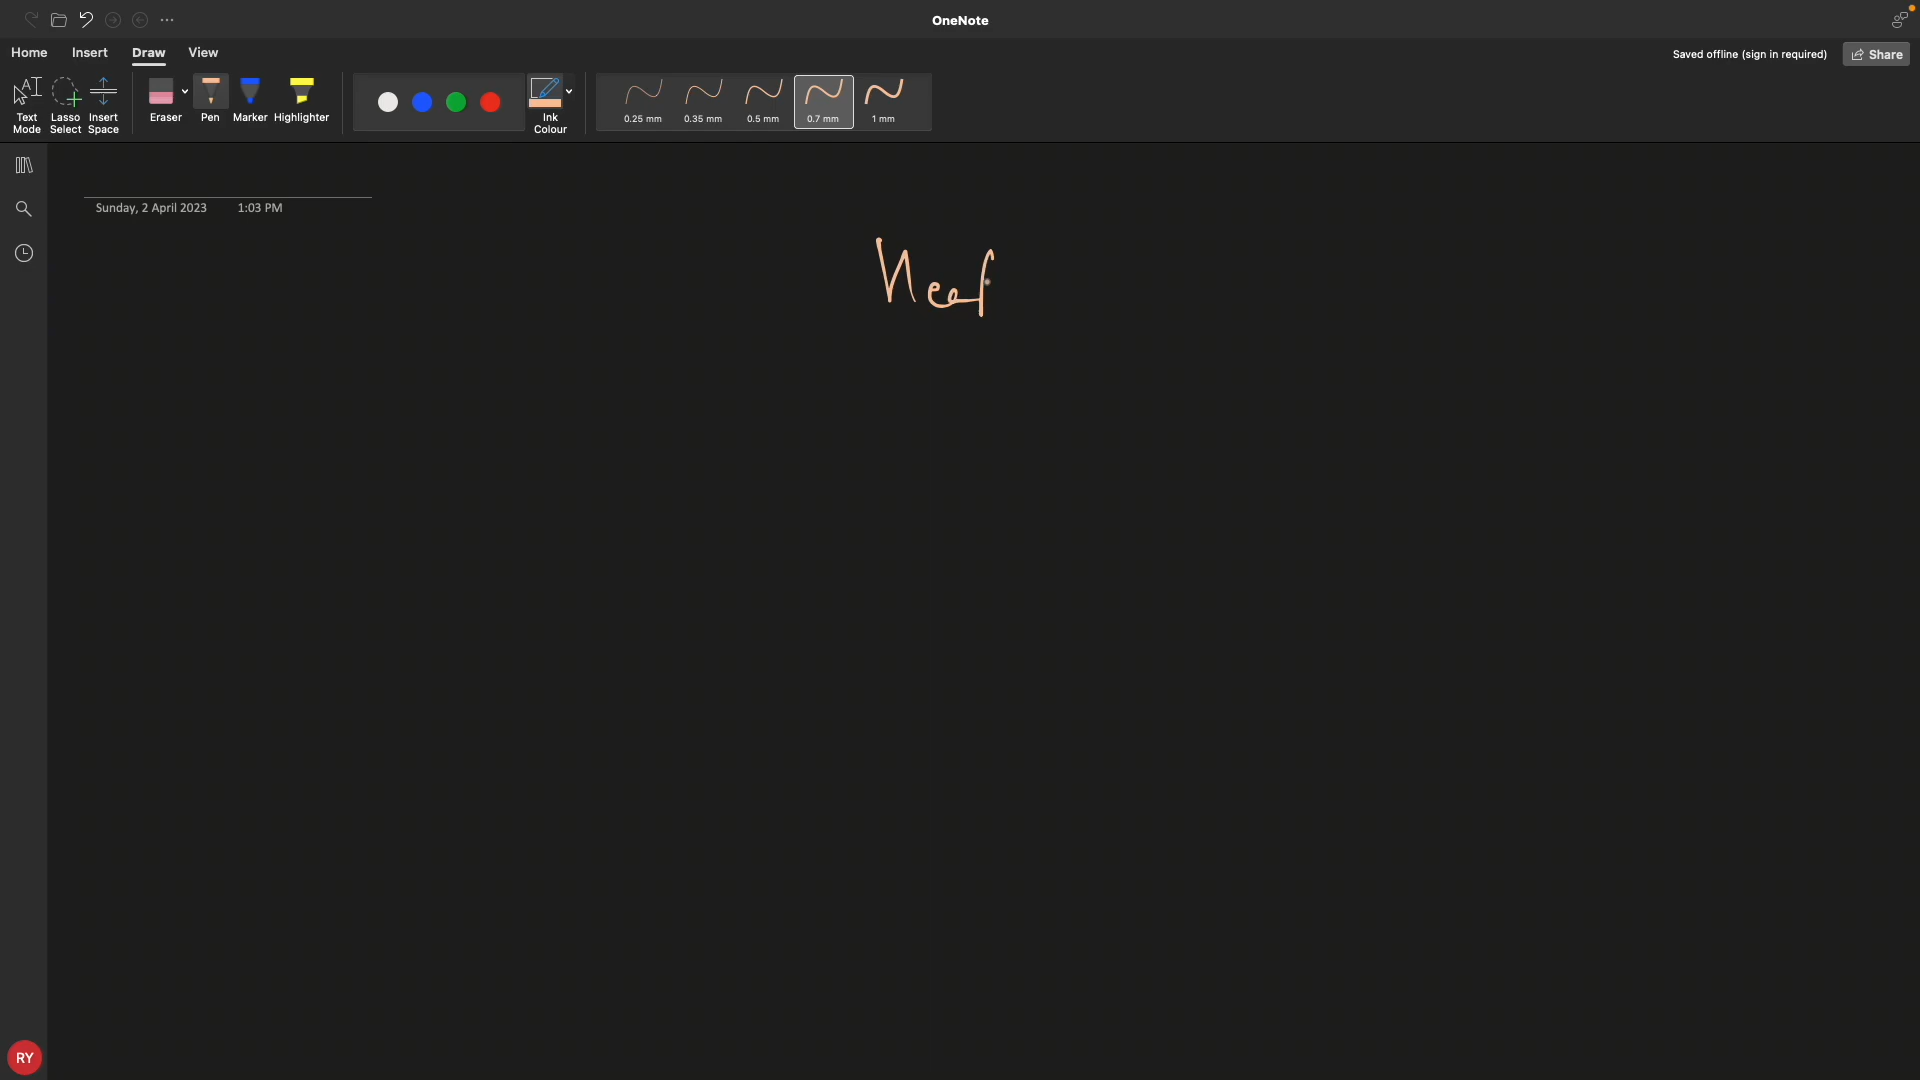 OneNote
Home Insert Draw View
Saved offline (sign in required) Share
Text Mode
Lasso Select
Insert Space
Eraser Pen Marker Highlighter
Ink Colour
0.25 mm 0.35 mm 0.5 mm 0.7 mm 1 mm
Sunday, 2 April 2023 1:03 PM
RY